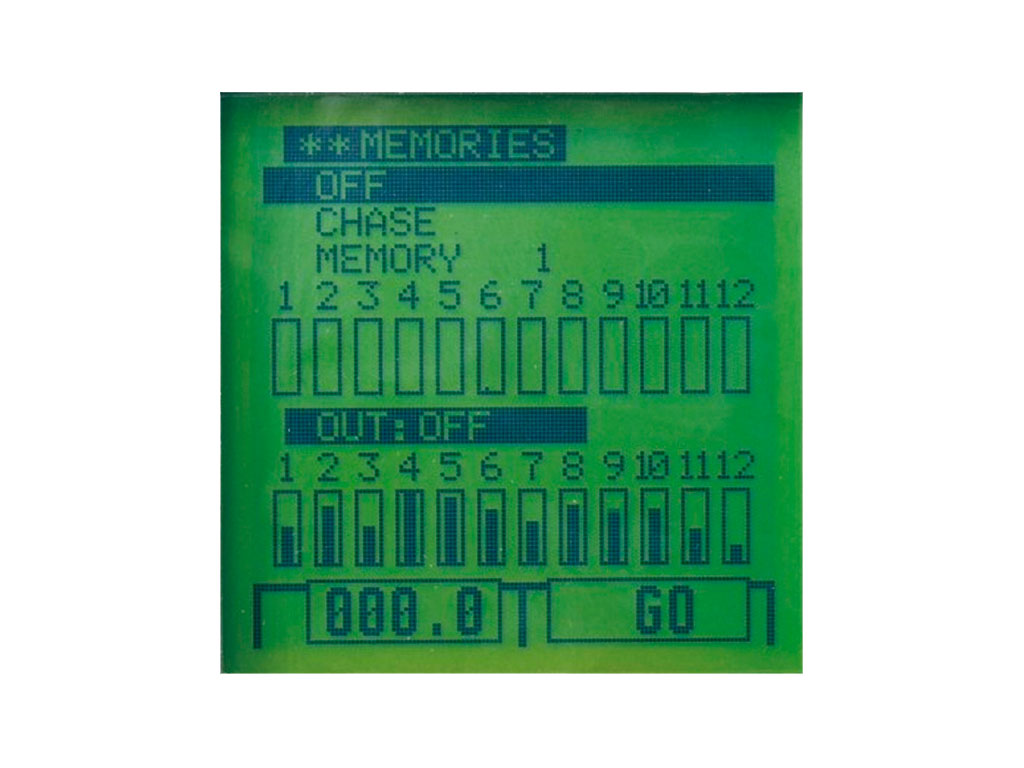 **MEMORIES
OFF
CHASE
MEMORY 1
1 2 3 4 5 6 7 8 9 10 11 12
OUT:OFF
1 2 3 4 5 6 7 8 9 10 11 12
000.0 GO